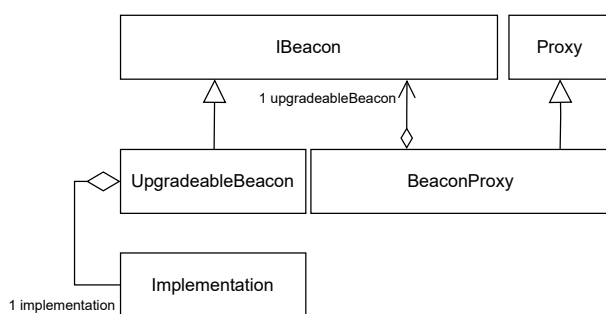 IBeacon
Proxy
1 upgradeableBeacon
UpgradeableBeacon
BeaconProxy
Implementation
1 implementation